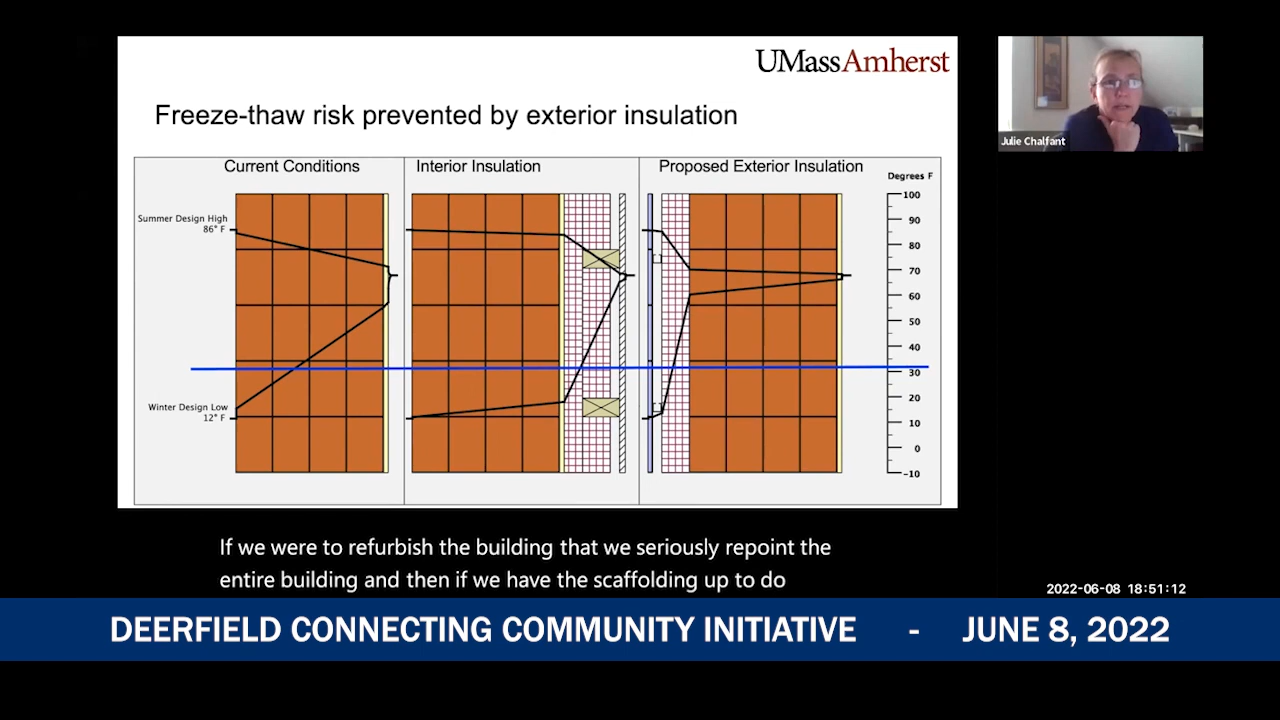 UMassAmherst
Freeze-thaw risk prevented by exterior insulation
Current Conditions
Interior Insulation
Proposed Exterior Insulation
Degrees F
Summer Design High
86° F
Winter Design Low
12° F
100
90
80
70
60
50
40
30
20
10
0
-10
Julie Chalfant
If we were to refurbish the building that we seriously repoint the
entire building and then if we have the scaffolding up to do
2022-06-08 18:51:12
DEERFIELD CONNECTING COMMUNITY INITIATIVE - JUNE 8, 2022